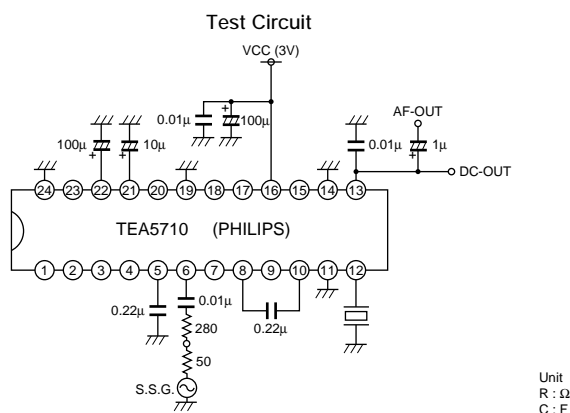 Test Circuit
VCC (3V)
AF-OUT
0.01μ
100μ
100μ
10μ
0.01μ
1μ
DC-OUT
24 23 22 21 20 19 18 17 16 15 14 13
TEA5710 (PHILIPS)
1 2 3 4 5 6 7 8 9 10 11 12
0.22μ
0.01μ
0.22μ
280
50
S.S.G.
Unit
R : Ω
C : F